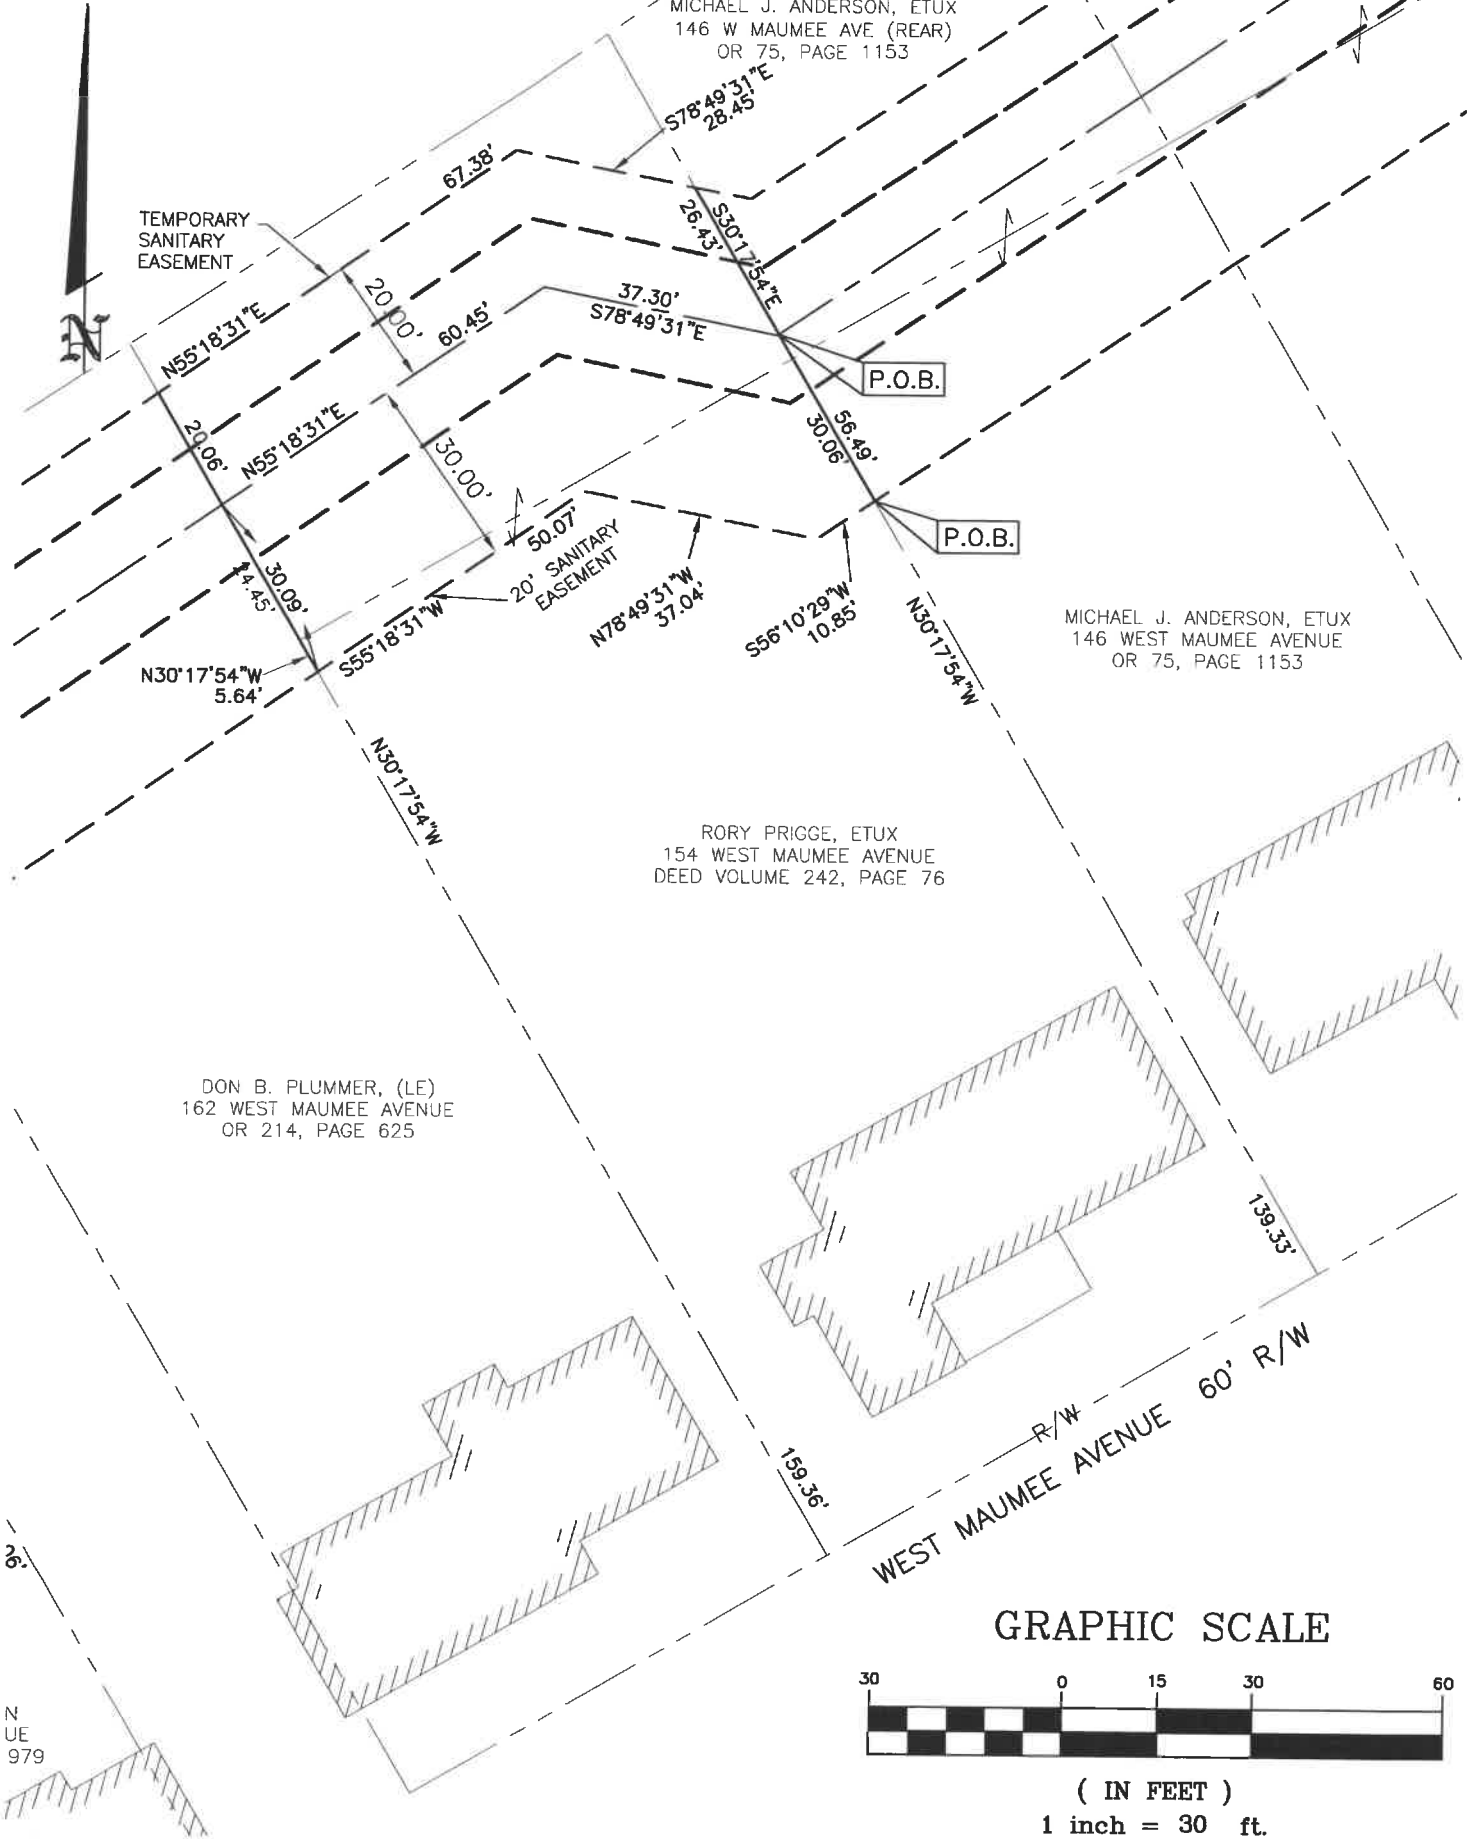 MICHAEL J. ANDERSON, ETUX
146 W MAUMEE AVE (REAR)
OR 75, PAGE 1153
S78°49'31"E
28.45'
67.38'
TEMPORARY
SANITARY
EASEMENT
S30°17'54"E
26.43'
20.00'
37.30'
S78°49'31"E
60.45'
N
N55°18'31"E
P.O.B.
20.06'
N55°18'31"E
56.49'
30.06'
30.00'
50.07'
20' SANITARY
EASEMENT
P.O.B.
30.09'
N78°49'31"W
37.04'
S56°10'29"W
10.85'
N30°17'54"W
S55°18'31"W
N30°17'54"W
5.64'
MICHAEL J. ANDERSON, ETUX
146 WEST MAUMEE AVENUE
OR 75, PAGE 1153
N30°17'54"W
RORY PRIGGE, ETUX
154 WEST MAUMEE AVENUE
DEED VOLUME 242, PAGE 76
DON B. PLUMMER, (LE)
162 WEST MAUMEE AVENUE
OR 214, PAGE 625
139.33'
159.36'
R/W
WEST MAUMEE AVENUE 60' R/W
N
UE
979
GRAPHIC SCALE
30 0 15 30 60
( IN FEET )
1 inch = 30 ft.